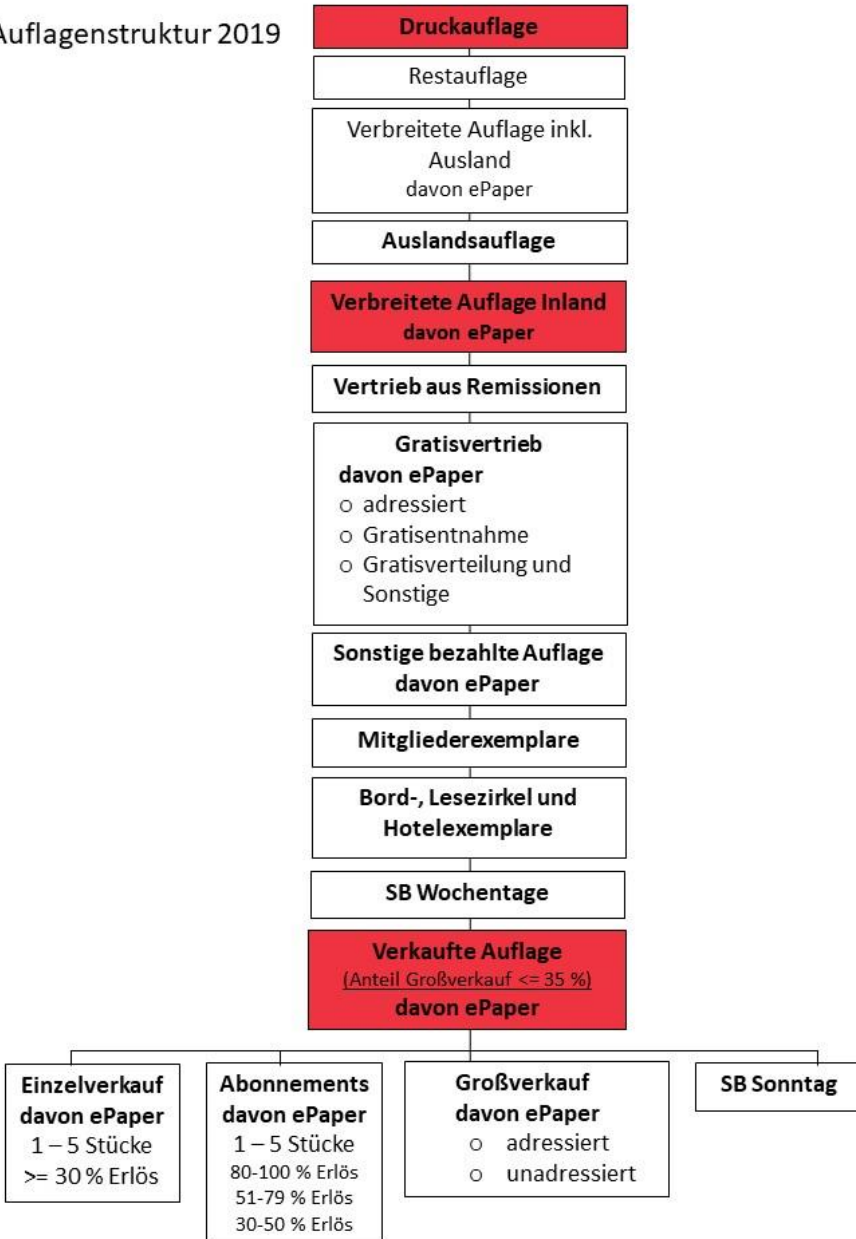 Auflagenstruktur 2019
Druckauflage
Restauflage
Verbreitete Auflage inkl.
Ausland
davon ePaper
Auslandsauflage
Verbreitete Auflage Inland
davon ePaper
Vertrieb aus Remissionen
Gratisvertrieb
davon ePaper
o adressiert
o Gratisentnahme
o Gratisverteilung und
Sonstige
Sonstige bezahlte Auflage
davon ePaper
Mitgliederexemplare
Bord-, Lesezirkel und
Hotelexemplare
SB Wochentage
Verkaufte Auflage
(Anteil Großverkauf <= 35 %)
davon ePaper
Einzelverkauf
davon ePaper
1 – 5 Stücke
>= 30 % Erlös
Abonnements
davon ePaper
1 – 5 Stücke
80-100 % Erlös
51-79 % Erlös
30-50 % Erlös
Großverkauf
davon ePaper
o adressiert
o unadressiert
SB Sonntag